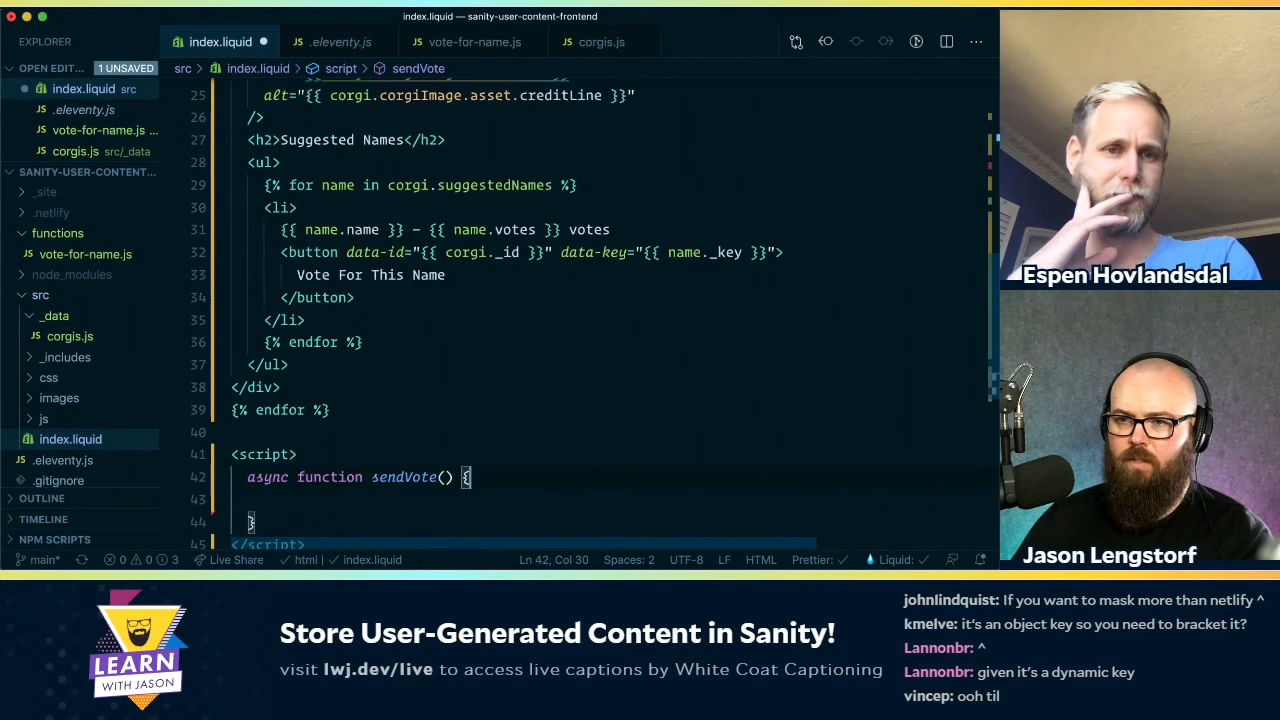 index.liquid — sanity-user-content-frontend
EXPLORER
index.liquid
.eleventy.js
vote-for-name.js
corgis.js
OPEN EDIT... 1 UNSAVED
index.liquid src
.eleventy.js
vote-for-name.js ...
corgis.js src/_data
SANITY-USER-CONTENT...
_site
.netlify
functions
vote-for-name.js
node_modules
src
_data
corgis.js
_includes
css
images
js
index.liquid
.eleventy.js
.gitignore
OUTLINE
TIMELINE
NPM SCRIPTS
src > index.liquid > script > sendVote
25 alt="{{ corgi.corgiImage.asset.creditLine }}"
26 />
27 <h2>Suggested Names</h2>
28 <ul>
29 {% for name in corgi.suggestedNames %}
30 <li>
31 {{ name.name }} – {{ name.votes }} votes
32 <button data-id="{{ corgi._id }}" data-key="{{ name._key }}">
33 Vote For This Name
34 </button>
35 </li>
36 {% endfor %}
37 </ul>
38 </div>
39 {% endfor %}
40
41 <script>
42 async function sendVote() {
43
44 }
45 </script>
main*
0 0 3
Live Share
html | index.liquid
Ln 42, Col 30
Spaces: 2
UTF-8
LF
HTML
Prettier:
Liquid:
Espen Hovlandsdal
Jason Lengstorf
LEARN
WITH JASON
Store User-Generated Content in Sanity!
visit lwj.dev/live to access live captions by White Coat Captioning
johnlindquist: If you want to mask more than netlify ^
kmelve: it's an object key so you need to bracket it?
Lannonbr: ^
Lannonbr: given it's a dynamic key
vincep: ooh til